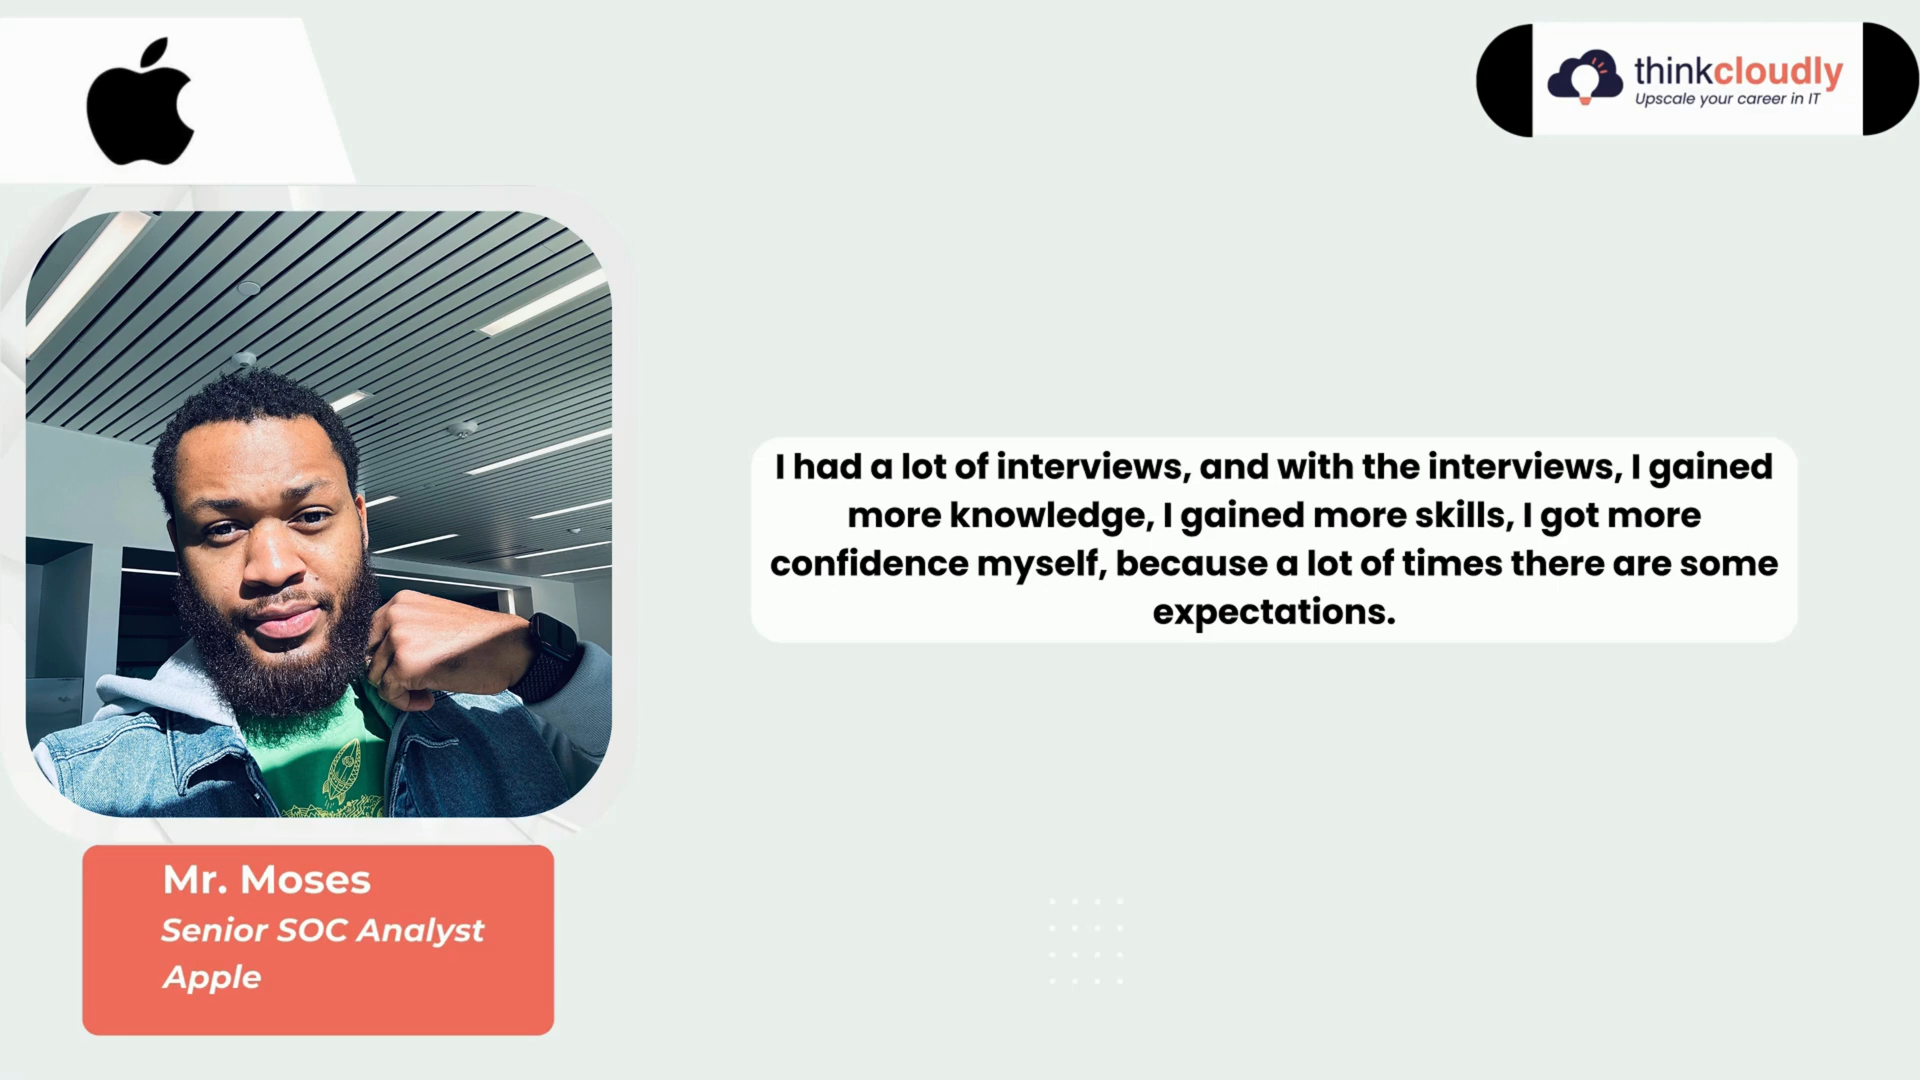 thinkcloudly
Upscale your career in IT
I had a lot of interviews, and with the interviews, I gained
more knowledge, I gained more skills, I got more
confidence myself, because a lot of times there are some
expectations.
Mr. Moses
Senior SOC Analyst
Apple